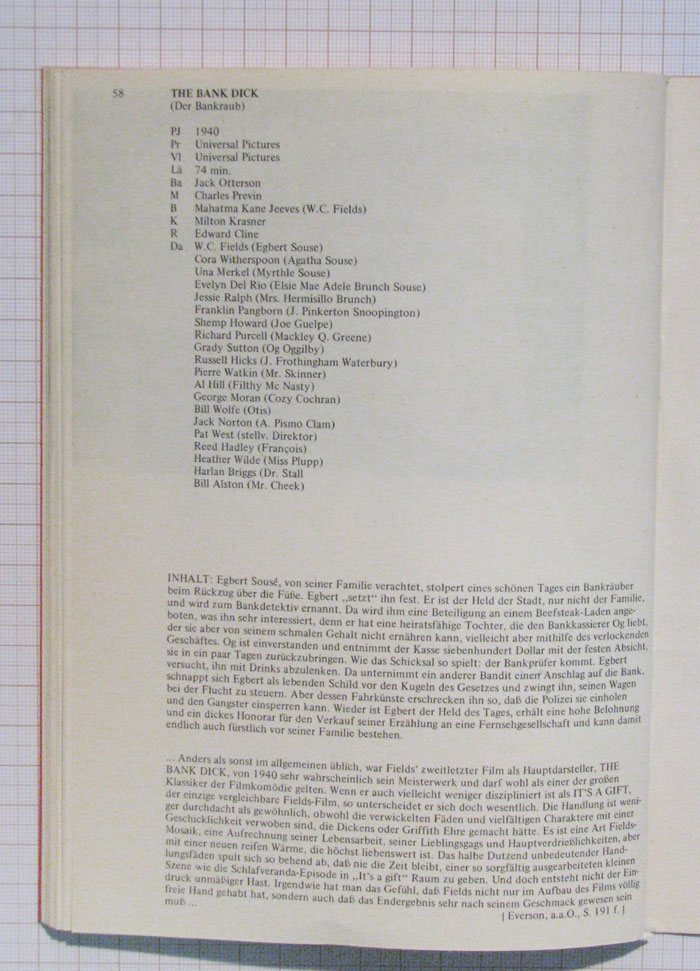 58
THE BANK DICK
(Der Bankraub)
PJ 1940
Pr Universal Pictures
Vl Universal Pictures
Lä 74 min.
Ba Jack Otterson
M Charles Previn
B Mahatma Kane Jeeves (W.C. Fields)
K Milton Krasner
R Edward Cline
Da W.C. Fields (Egbert Souse)
Cora Witherspoon (Agatha Souse)
Una Merkel (Myrthle Souse)
Evelyn Del Rio (Elsie Mae Adele Brunch Souse)
Jessie Ralph (Mrs. Hermisillo Brunch)
Franklin Pangborn (J. Pinkerton Snoopington)
Shemp Howard (Joe Guelpe)
Richard Purcell (Mackley Q. Greene)
Grady Sutton (Og Oggilby)
Russell Hicks (J. Frothingham Waterbury)
Pierre Watkin (Mr. Skinner)
Al Hill (Filthy Mc Nasty)
George Moran (Cozy Cochran)
Bill Wolfe (Otis)
Jack Norton (A. Pismo Clam)
Pat West (stellv. Direktor)
Reed Hadley (François)
Heather Wilde (Miss Plupp)
Harlan Briggs (Dr. Stall
Bill Alston (Mr. Cheek)
INHALT: Egbert Sousé, von seiner Familie verachtet, stolpert eines schönen Tages ein Bankräuber
beim Rückzug über die Füße. Egbert „setzt“ ihn fest. Er ist der Held der Stadt, nur nicht der Familie,
und wird zum Bankdetektiv ernannt. Da wird ihm eine Beteiligung an einem Beefsteak-Laden ange-
boten, was ihn sehr interessiert, denn er hat eine heiratsfähige Tochter, die den Bankkassierer Og liebt,
der sie aber von seinem schmalen Gehalt nicht ernähren kann, vielleicht aber mithilfe des verlockenden
Geschäftes. Og ist einverstanden und entnimmt der Kasse siebenhundert Dollar mit der festen Absicht,
sie in ein paar Tagen zurückzubringen. Wie das Schicksal so spielt: der Bankprüfer kommt. Egbert
versucht, ihn mit Drinks abzulenken. Da unternimmt ein anderer Bandit einen Anschlag auf die Bank,
schnappt sich Egbert als lebenden Schild vor den Kugeln des Gesetzes und zwingt ihn, seinen Wagen
bei der Flucht zu steuern. Aber dessen Fahrkünste erschrecken ihn so, daß die Polizei sie einholen
und den Gangster einsperren kann. Wieder ist Egbert der Held des Tages, erhält eine hohe Belohnung
und ein dickes Honorar für den Verkauf seiner Erzählung an eine Fernsehgesellschaft und kann damit
endlich auch fürstlich vor seiner Familie bestehen.
... Anders als sonst im allgemeinen üblich, war Fields' zweitletzter Film als Hauptdarsteller, THE
BANK DICK, von 1940 sehr wahrscheinlich sein Meisterwerk und darf wohl als einer der großen
Klassiker der Filmkomödie gelten. Wenn er auch vielleicht weniger diszipliniert ist als IT'S A GIFT,
der einzige vergleichbare Fields-Film, so unterscheidet er sich doch wesentlich. Die Handlung ist weni-
ger durchdacht als gewöhnlich, obwohl die verwickelten Fäden und vielfältigen Charaktere mit einer
Geschicklichkeit verwoben sind, die Dickens oder Griffith Ehre gemacht hätte. Es ist eine Art Fields-
Mosaik, eine Aufrechnung seiner Lebensarbeit, seiner Lieblingsgags und Hauptverdrießlichkeiten, aber
mit einer neuen reifen Wärme, die höchst liebenswert ist. Das halbe Dutzend unbedeutender Hand-
lungsfäden spult sich so behend ab, daß nie die Zeit bleibt, einer so sorgfältig ausgearbeiteten kleinen
Szene wie die Schlafveranda-Episode in „It's a gift“ Raum zu geben. Und doch entsteht nicht der Ein-
druck unmäßiger Hast. Irgendwie hat man das Gefühl, daß Fields nicht nur im Aufbau des Films völlig
freie Hand gehabt hat, sondern auch daß das Endergebnis sehr nach seinem Geschmack gewesen sein
muß ...
[ Everson, a.a.O., S. 191 f. ]